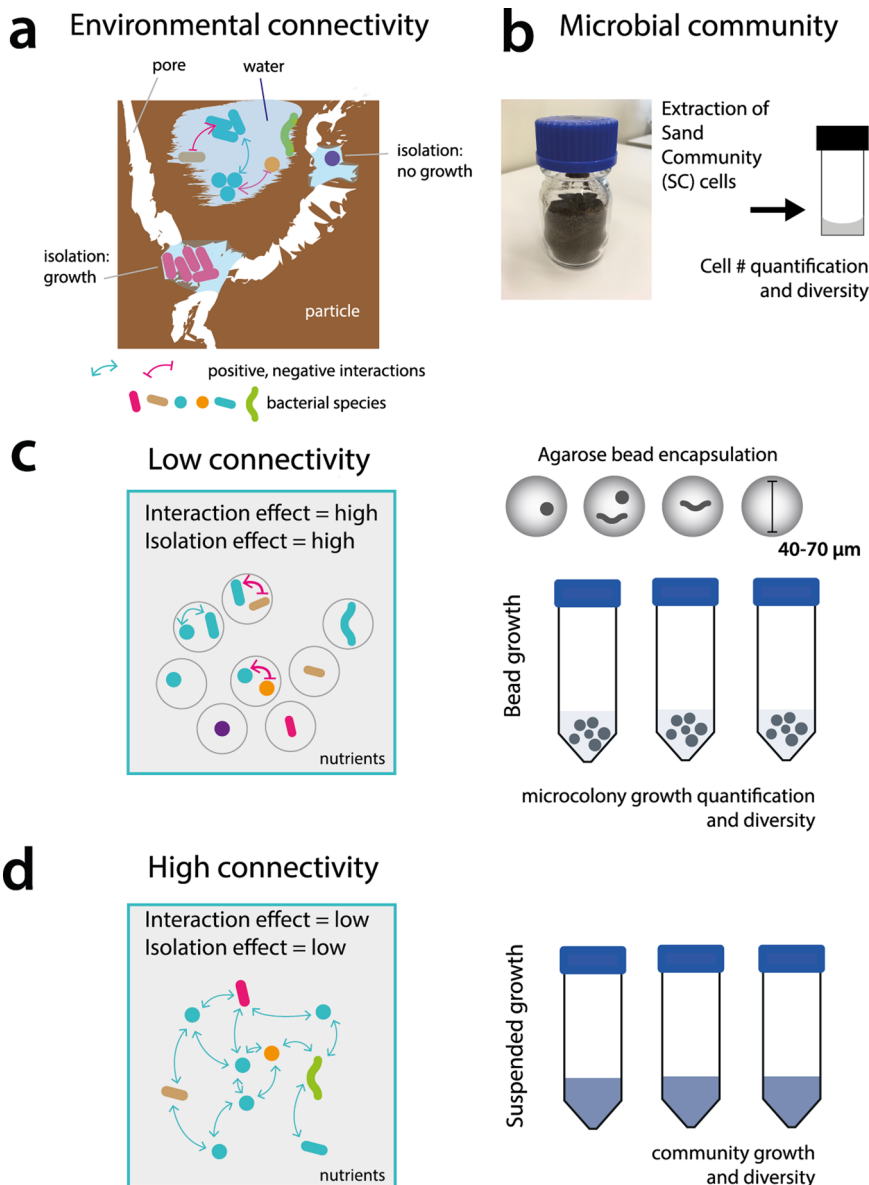 a
Environmental connectivity
pore
water
isolation:
no growth
isolation:
growth
particle
positive, negative interactions
bacterial species
b
Microbial community
Extraction of
Sand
Community
(SC) cells
Cell # quantification
and diversity
c
Low connectivity
Interaction effect = high
Isolation effect = high
nutrients
Agarose bead encapsulation
40-70 µm
Bead growth
microcolony growth quantification
and diversity
d
High connectivity
Interaction effect = low
Isolation effect = low
nutrients
Suspended growth
community growth
and diversity